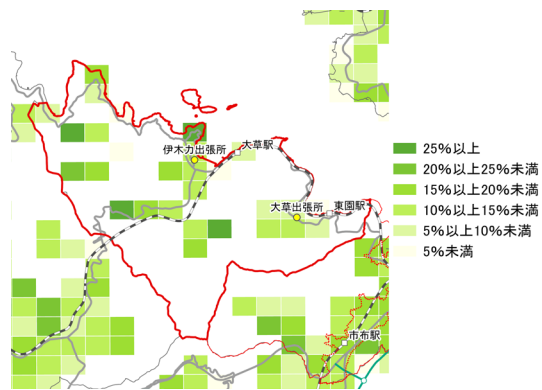 伊木力出張所
大草駅
大草出張所
東園駅
市布駅
25%以上
20%以上25%未満
15%以上20%未満
10%以上15%未満
5%以上10%未満
5%未満